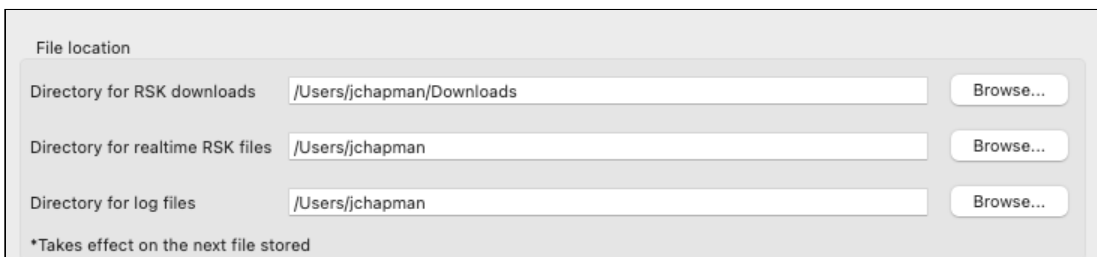 File location
Directory for RSK downloads /Users/jchapman/Downloads Browse...
Directory for realtime RSK files /Users/jchapman Browse...
Directory for log files /Users/jchapman Browse...
*Takes effect on the next file stored